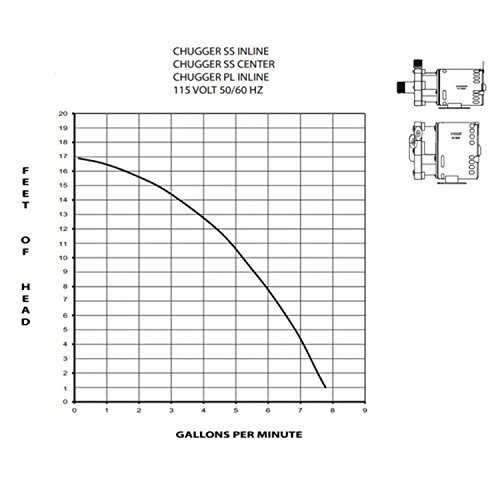 CHUGGER SS INLINE
CHUGGER SS CENTER
CHUGGER PL INLINE
115 VOLT 50/60 HZ
FEET OF HEAD
20
19
18
17
16
15
14
13
12
11
10
9
8
7
6
5
4
3
2
1
0
0 1 2 3 4 5 6 7 8 9
GALLONS PER MINUTE
CHUGGER
CHUGGER